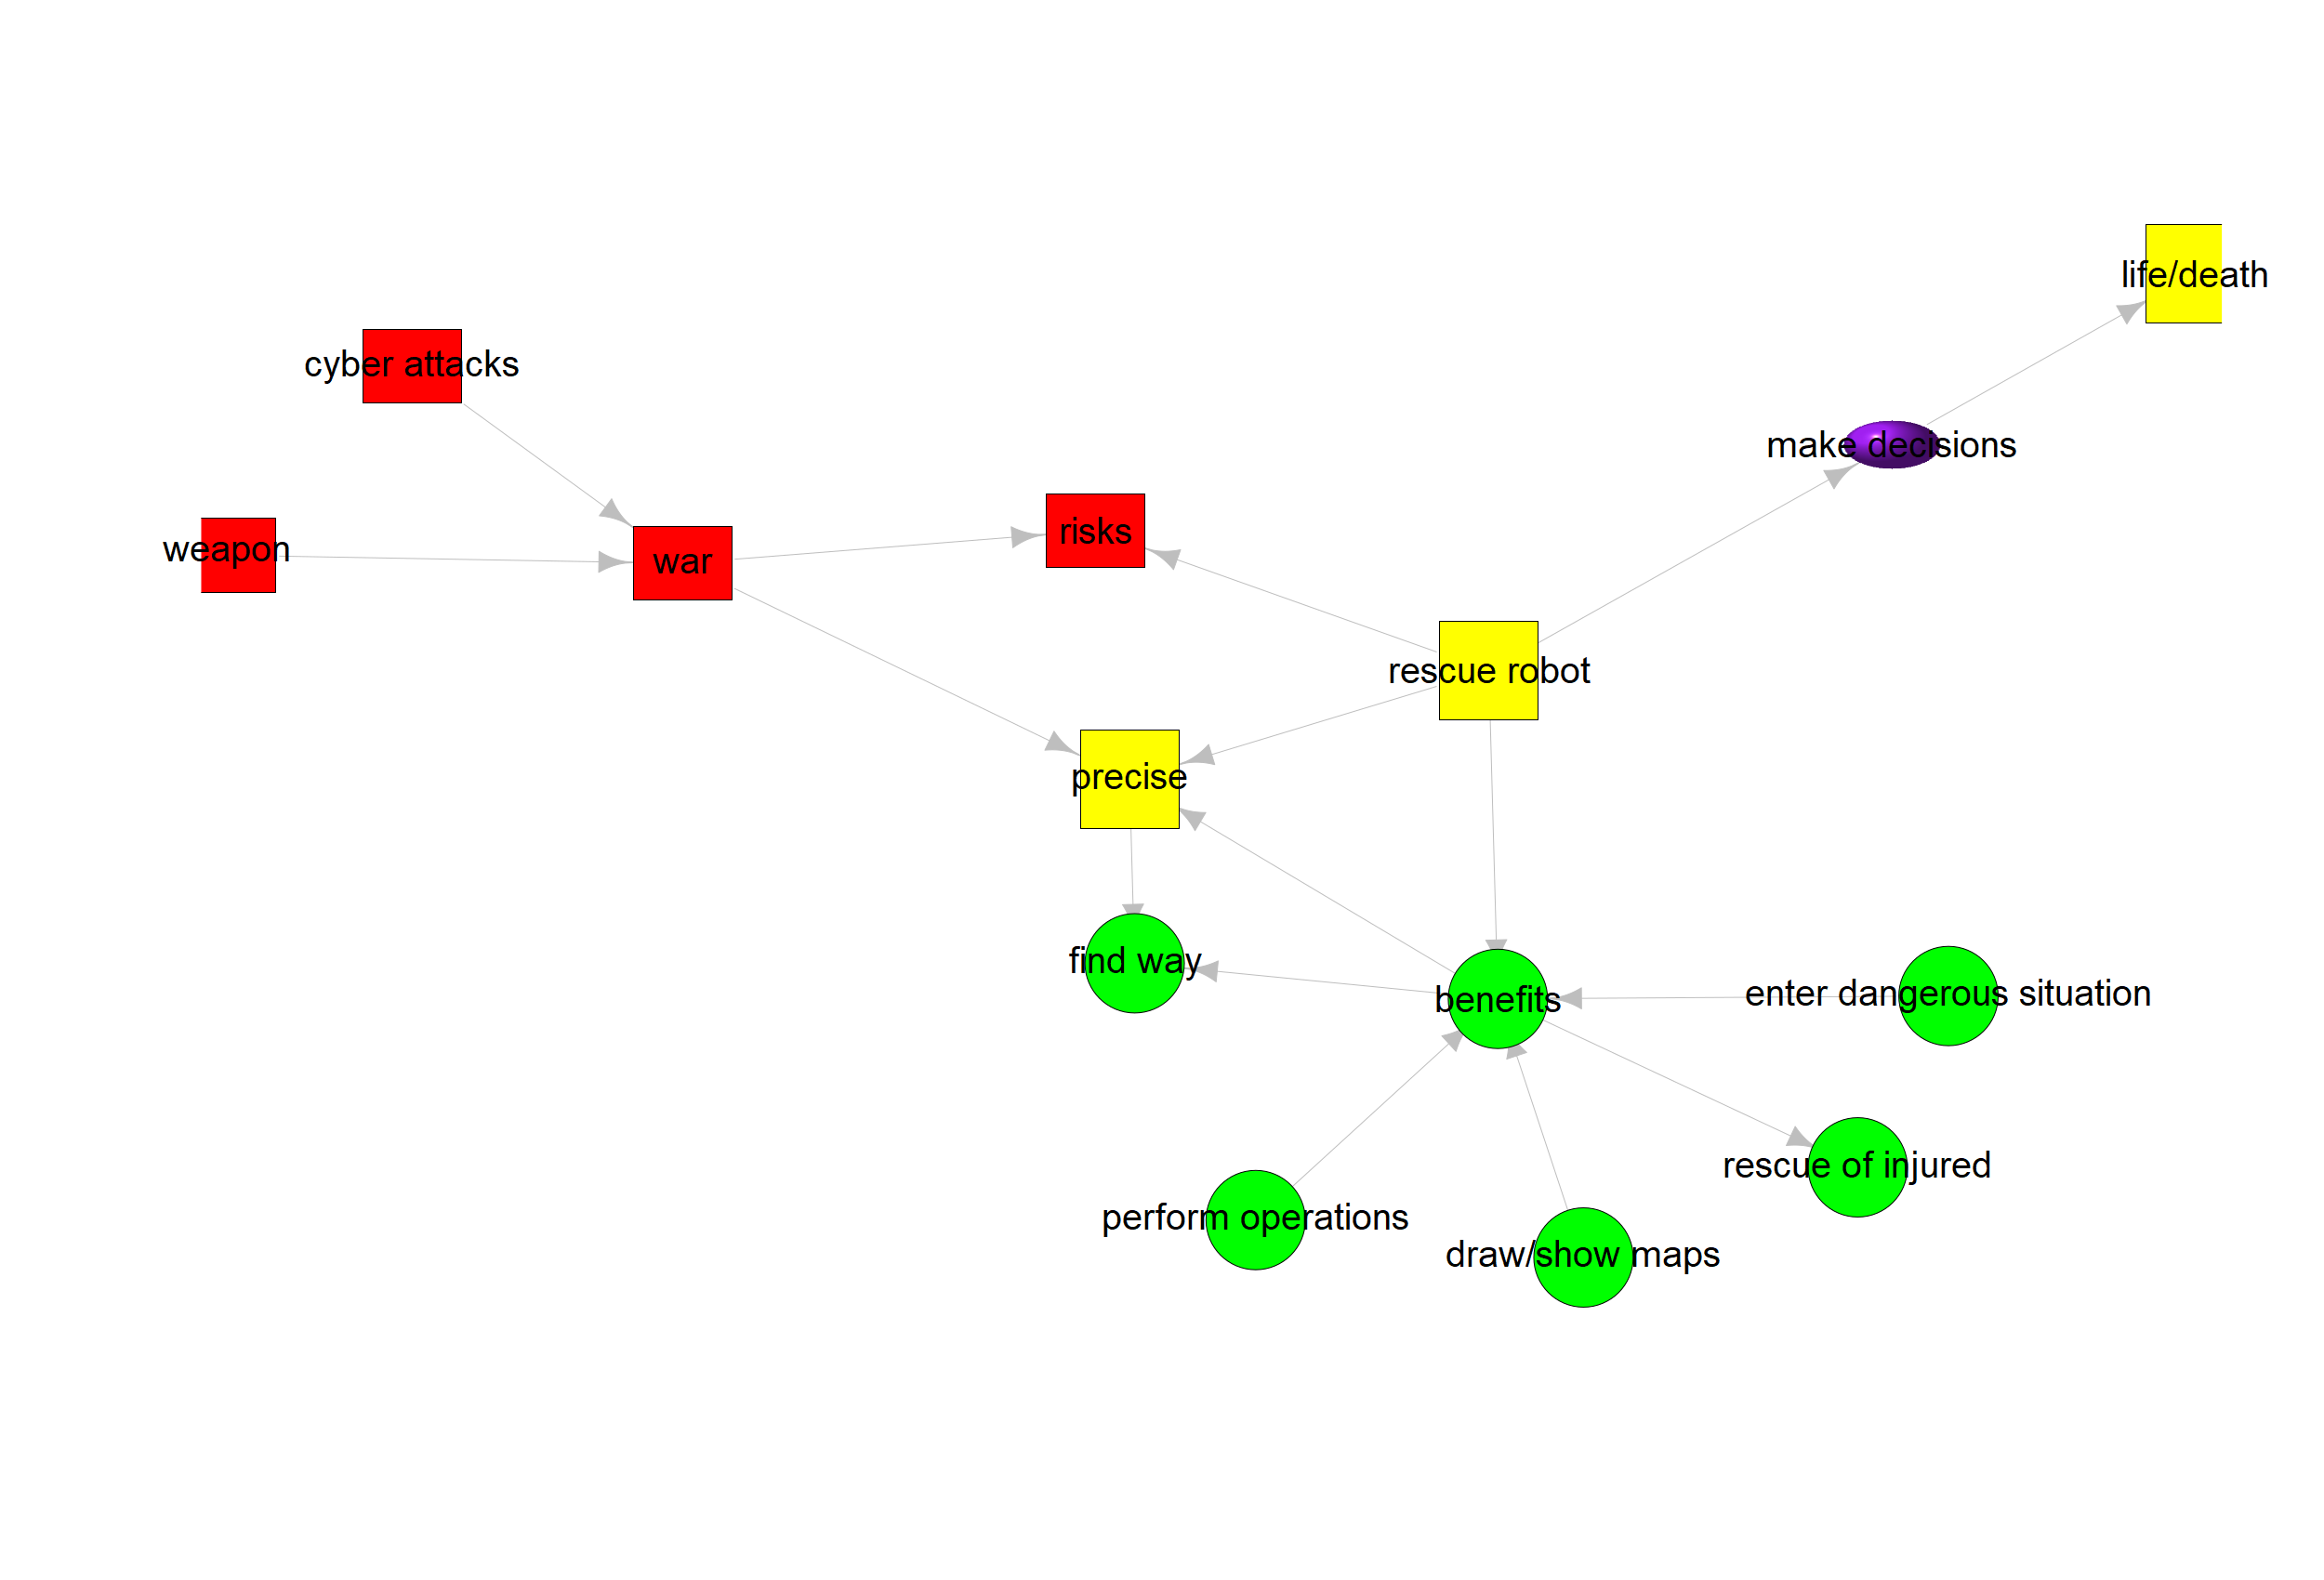 life/death
cyber attacks
make decisions
weapon
war
risks
rescue robot
precise
find way
benefits
enter dangerous situation
rescue of injured
perform operations
draw/show maps